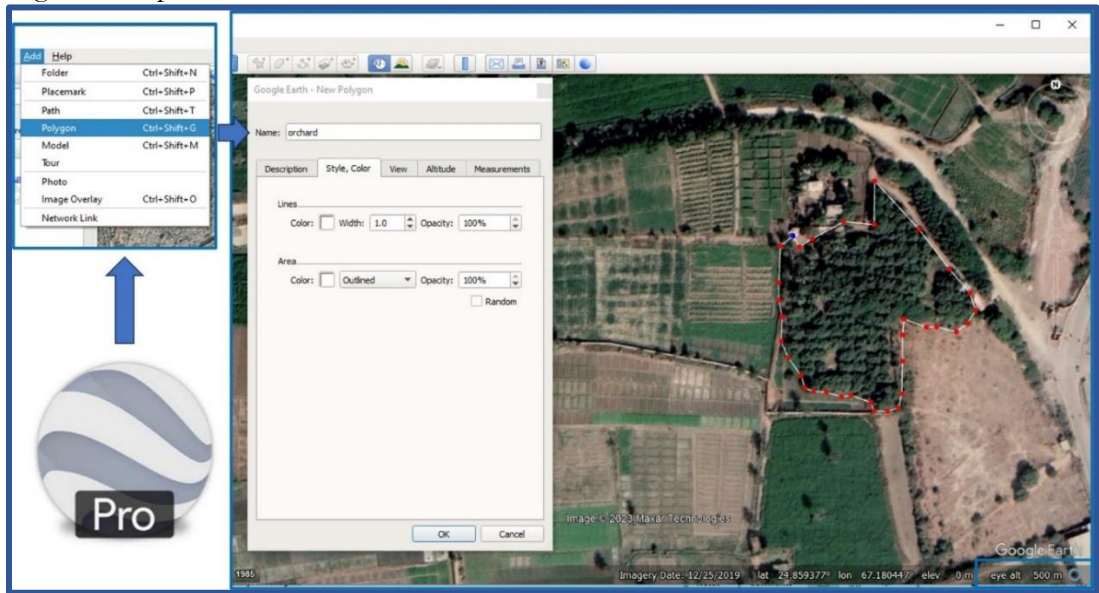 Add Help
Folder Ctrl+Shift+N
Placemark Ctrl+Shift+P
Path Ctrl+Shift+T
Polygon Ctrl+Shift+G
Model Ctrl+Shift+M
Tour
Photo
Image Overlay Ctrl+Shift+O
Network Link
Pro
Google Earth - New Polygon
Name: orchard
Description Style, Color View Altitude Measurements
Lines
Color: Width: 1.0 Opacity: 100%
Area
Color: Outlined Opacity: 100%
Random
OK Cancel
N
Image © 2023 Maxar Technologies
Google Earth
1985
Imagery Date: 12/25/2019 lat 24.859377° lon 67.180447° elev 0 m eye alt 500 m